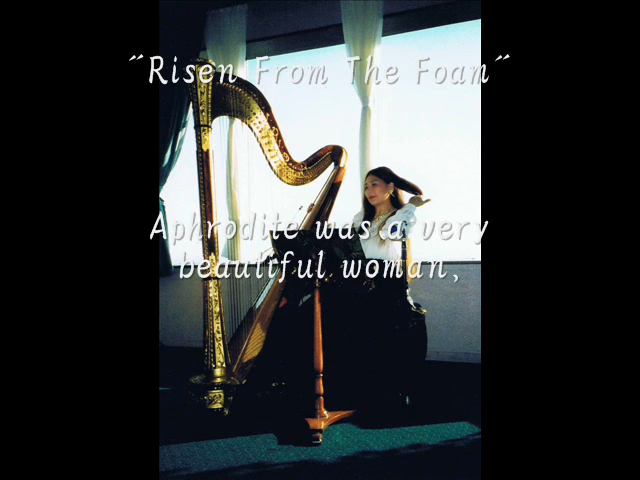 "Risen From The Foam"
Aphrodite was a very
beautiful woman,